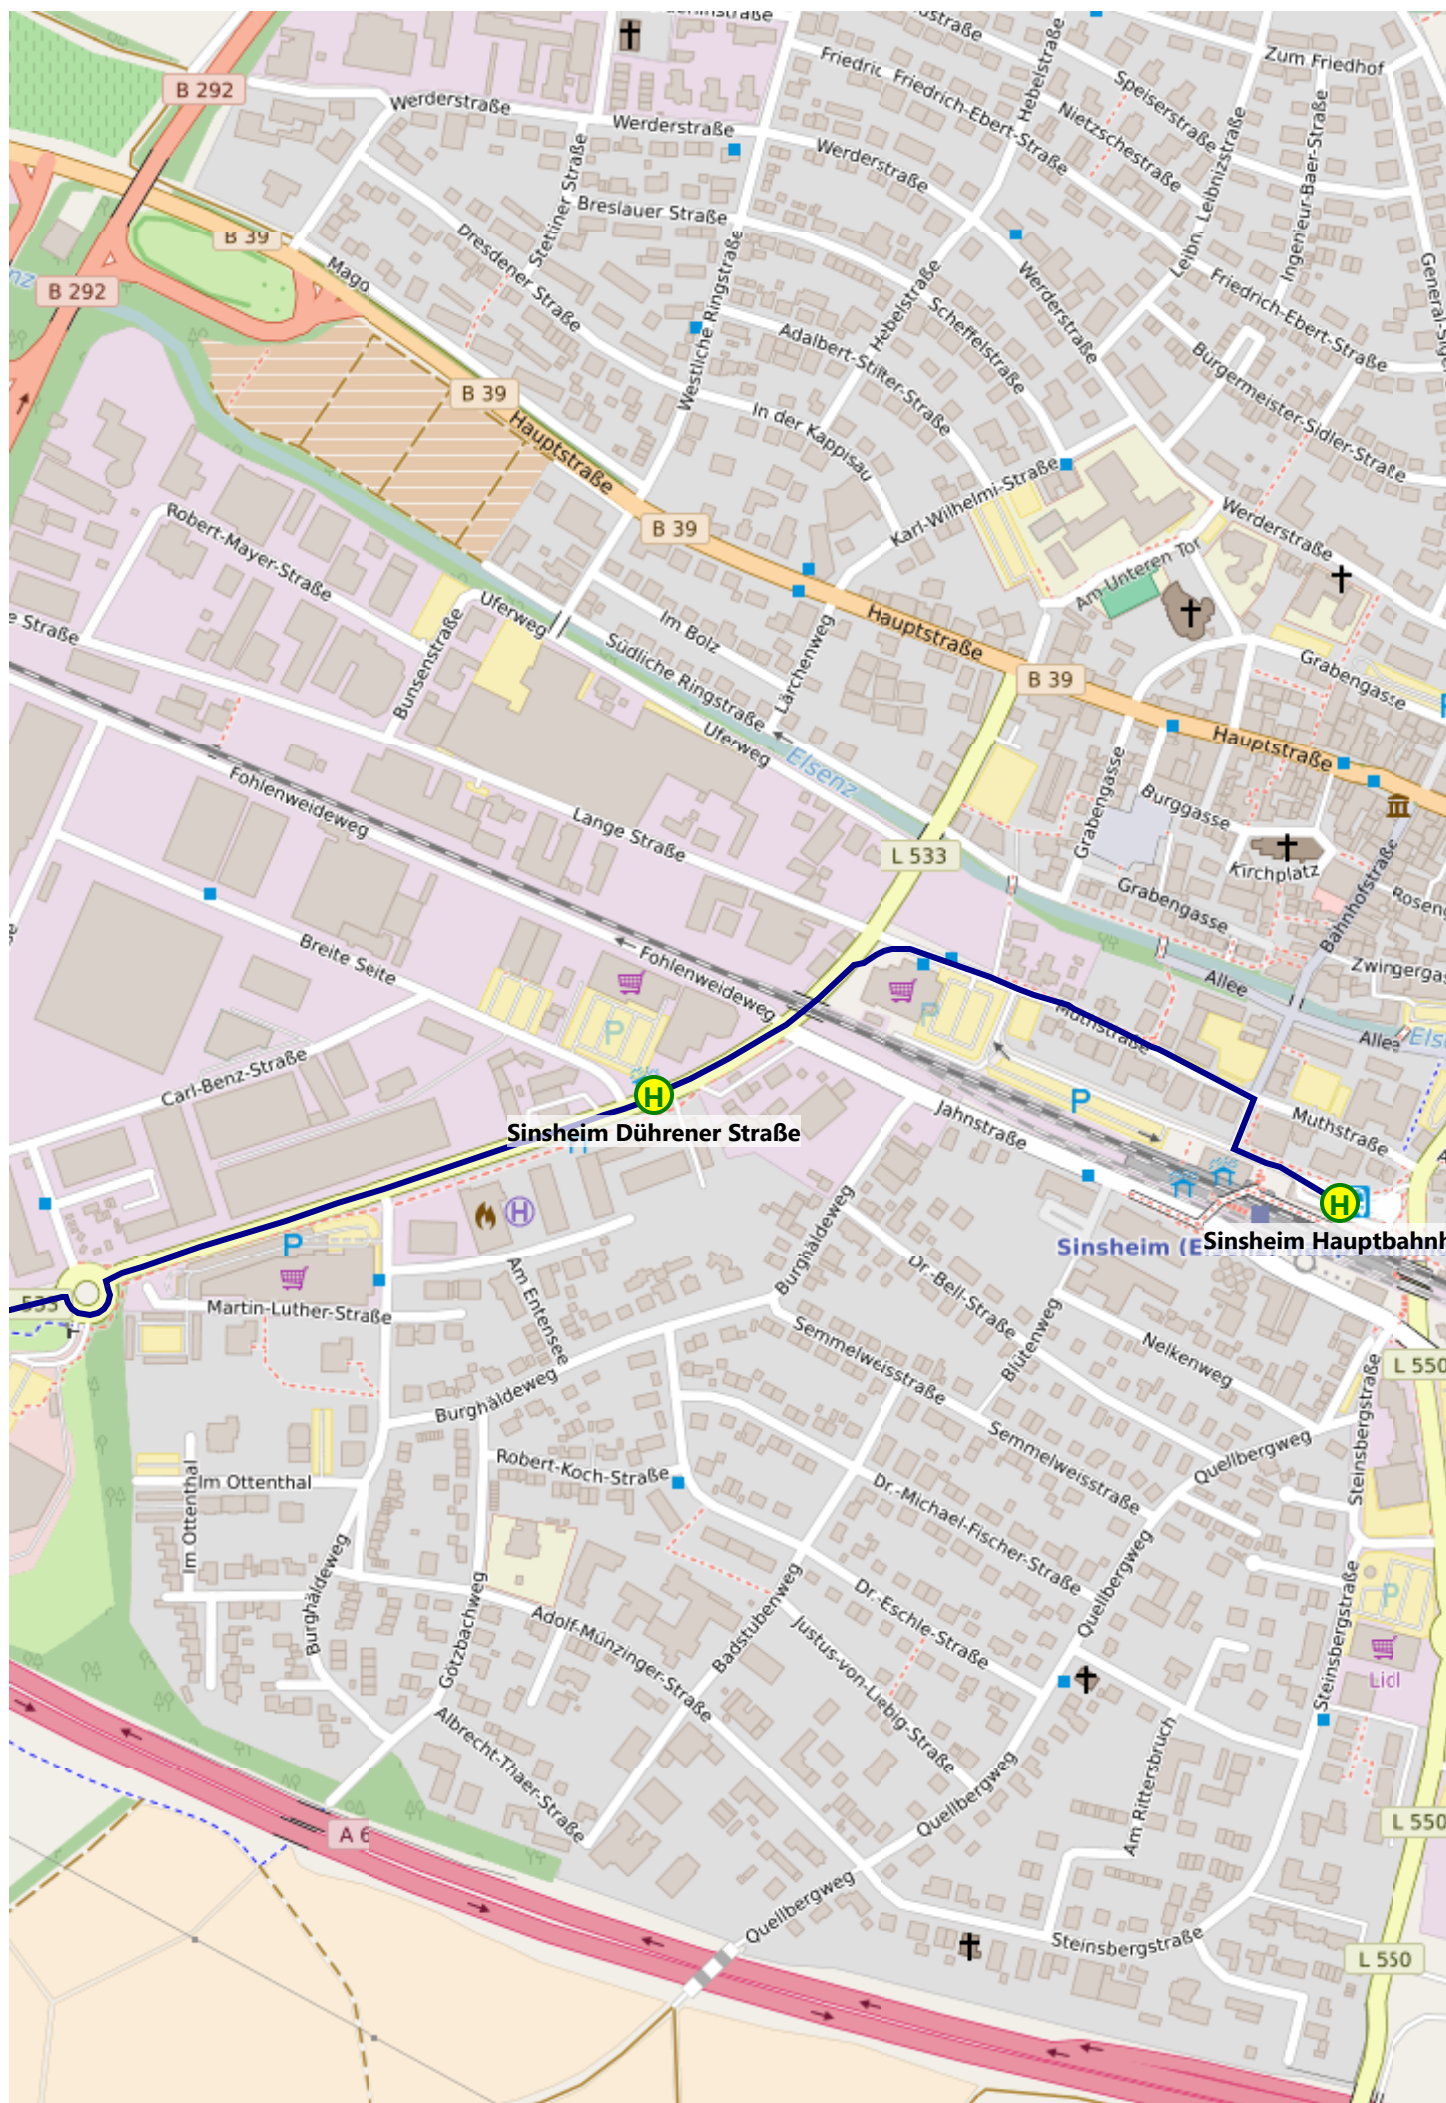 Zum Friedhof
Speiserstraße
Hebelstraße
B 292
Friedrich-Ebert-Straße
Nietzschestraße
Leibnizstraße
Ingenieur-Baer-Straße
Werderstraße
Werderstraße
Werderstraße
Stettiner Straße
Breslauer Straße
Dresdener Straße
B 39
B 292
Westliche Ringstraße
Hebelstraße
Werderstraße
Scheffelstraße
Friedrich-Ebert-Straße
Adalbert-Stifter-Straße
Bürgermeister-Sidler-Straße
B 39
Hauptstraße
In der Kappisau
Karl-Wilhelmi-Straße
Werderstraße
B 39
Robert-Mayer-Straße
Am Unteren Tor
Uferweg
Im Bolz
Hauptstraße
e Straße
Bunsenstraße
Südliche Ringstraße
Lärchenweg
Grabengasse
B 39
Uferweg
Elsenz
Hauptstraße
Grabengasse
Burggasse
Fohlenweideweg
Lange Straße
L 533
Kirchplatz
Grabengasse
Bahnhofstraße
Breite Seite
Fohlenweideweg
Zwingergas
Allee
P
P
Muthstraße
Allee
Els
Carl-Benz-Straße
P
H
Jahnstraße
Muthstraße
Sinsheim Dührener Straße
H
H
P
Burghäldeweg
Sinsheim (E
Sinsheim Hauptbahnh
Am Entensee
Dr.-Bell-Straße
533
Martin-Luther-Straße
Blütenweg
Nelkenweg
Semmelweisstraße
L 550
Burghäldeweg
Steinsbergstraße
Semmelweisstraße
Quellbergweg
Robert-Koch-Straße
Im Ottenthal
Im Ottenthal
Dr.-Michael-Fischer-Straße
Burghäldeweg
Quellbergweg
Götzbachweg
Badstubenweg
Dr.-Eschle-Straße
P
Adolf-Münzinger-Straße
Justus-von-Liebig-Straße
Steinsbergstraße
Lidl
Albrecht-Thaer-Straße
Quellbergweg
Am Rittersbruch
A 6
L 550
Quellbergweg
Steinsbergstraße
L 550